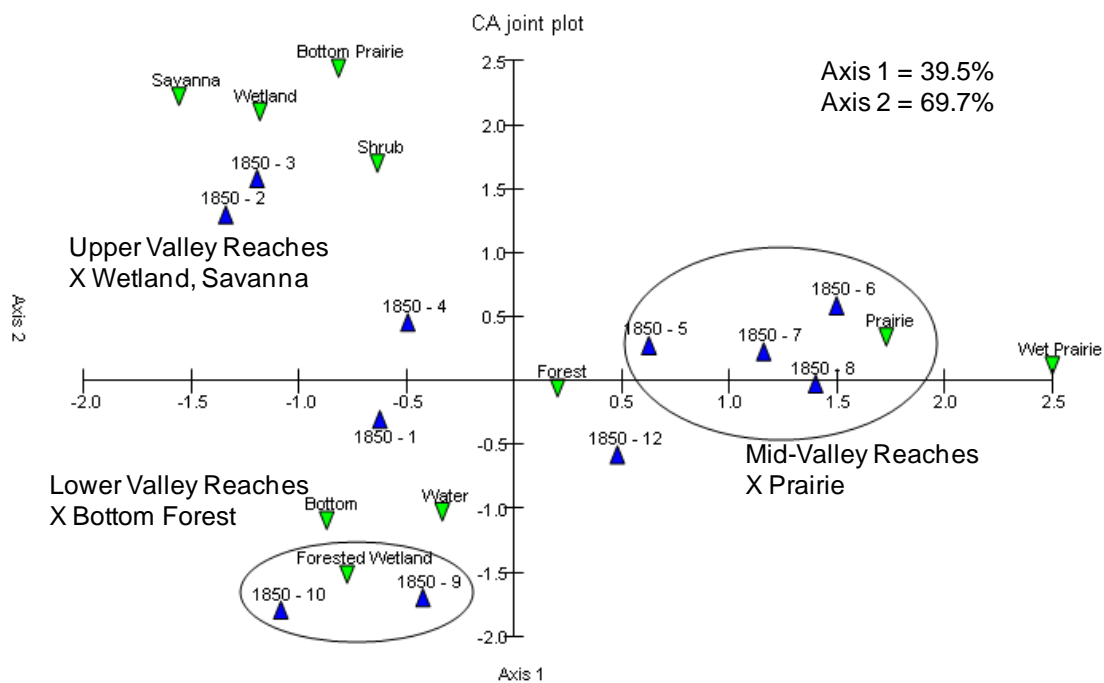 CA joint plot
Axis 1 = 39.5%
Axis 2 = 69.7%
Bottom Prairie
Savanna
Wetland
Shrub
1850 - 3
1850 - 2
Upper Valley Reaches
X Wetland, Savanna
1850 - 4
1850 - 6
Prairie
1850 - 5
1850 - 7
1850 - 8
Wet Prairie
Forest
1850 - 1
1850 - 12
Mid-Valley Reaches
X Prairie
Lower Valley Reaches
X Bottom Forest
Bottom
Water
Forested Wetland
1850 - 10
1850 - 9
2.5
2.0
1.5
1.0
0.5
-0.5
-1.0
-1.5
-2.0
-2.0
-1.5
-1.0
-0.5
0.5
1.0
1.5
2.0
2.5
Axis 2
Axis 1